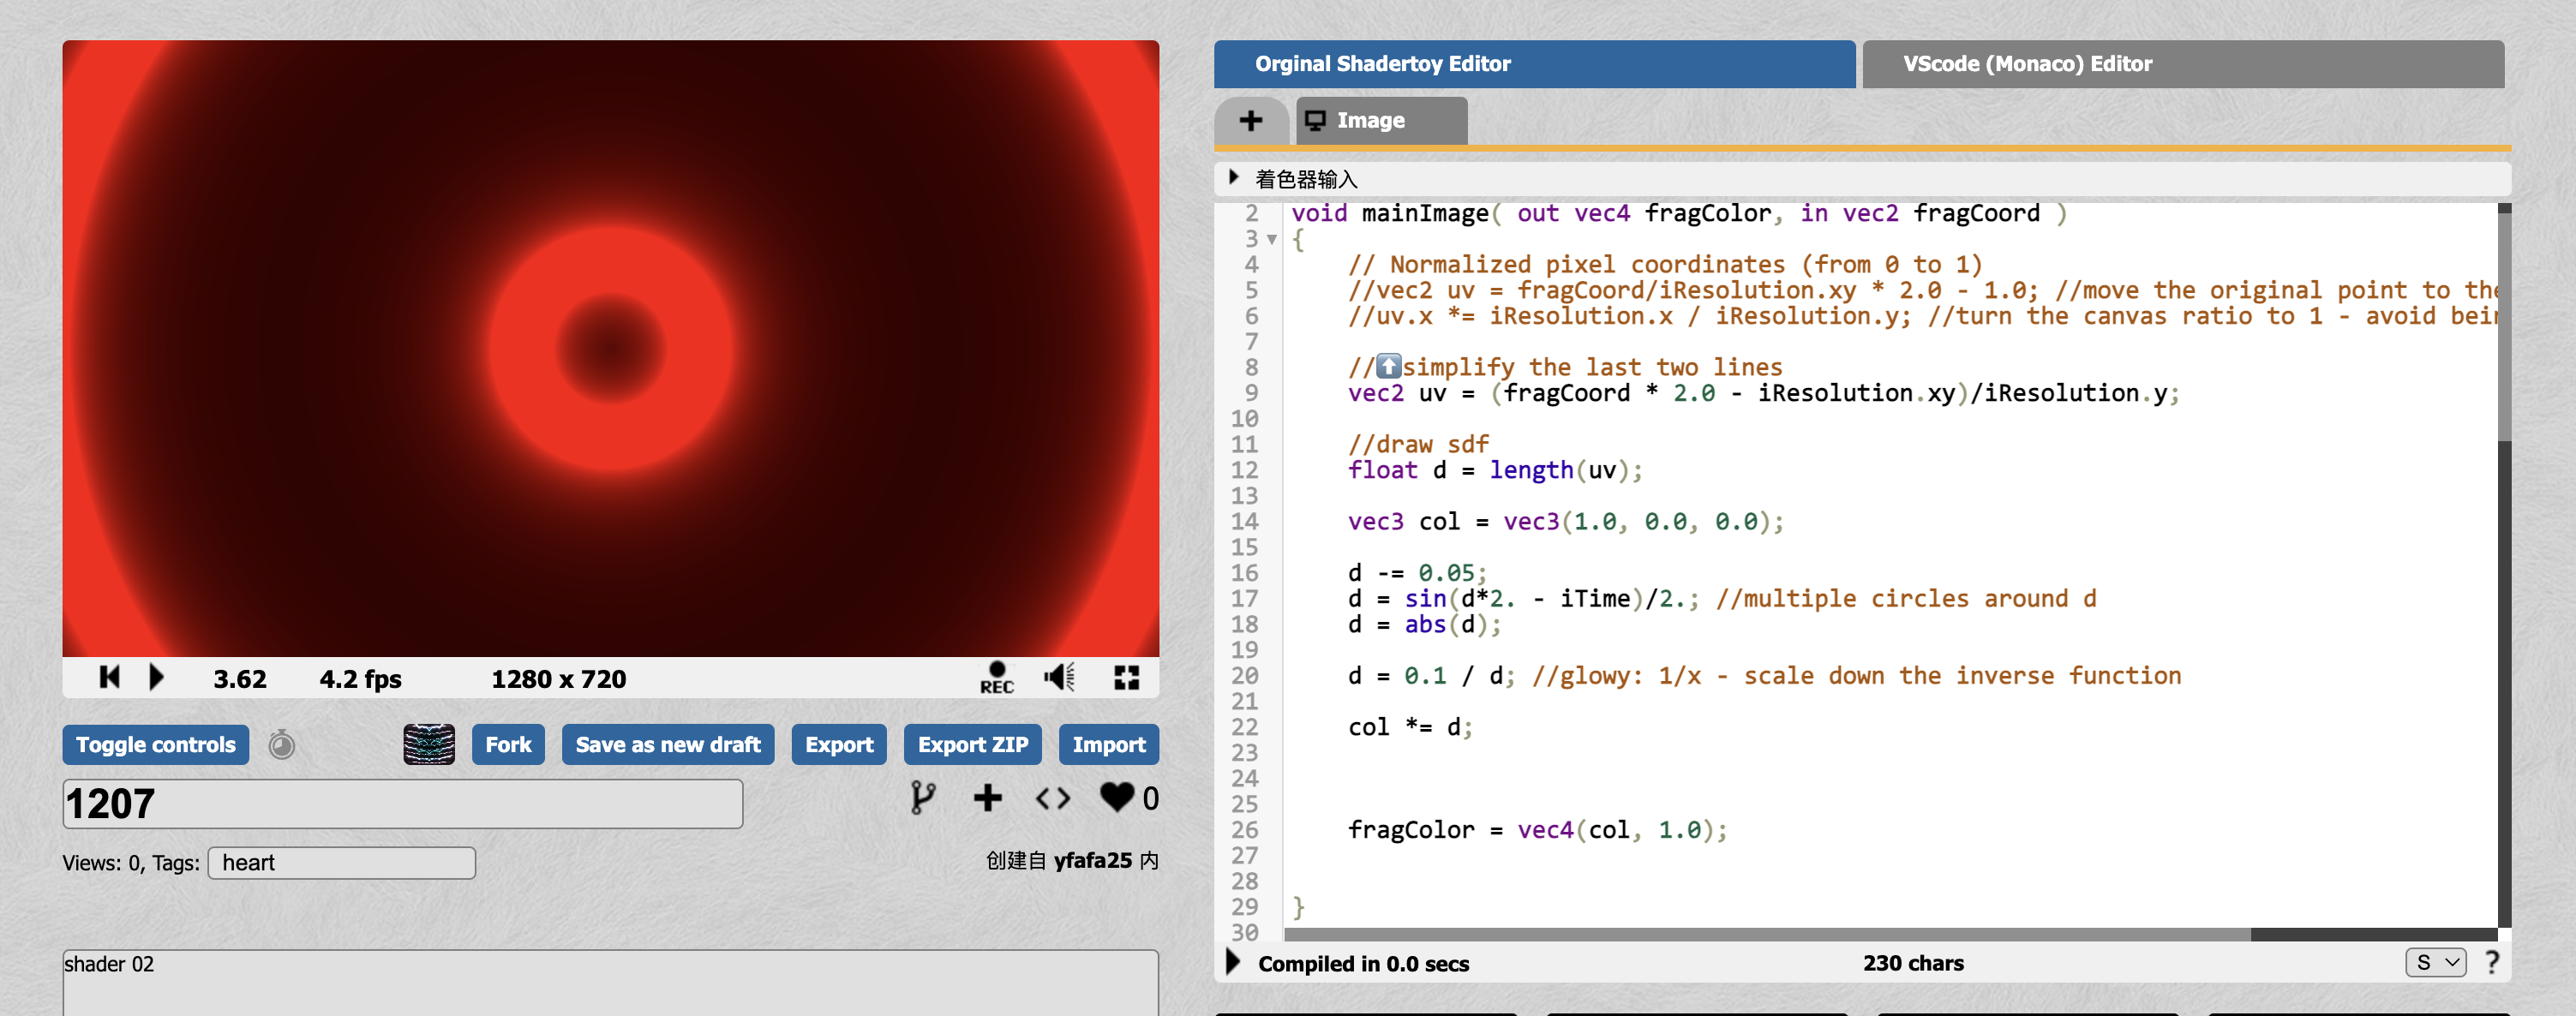 3.62 4.2 fps 1280 x 720 REC
Toggle controls Fork Save as new draft Export Export ZIP Import
1207
0
Views: 0, Tags: heart 创建自 yfafa25 内
shader 02
Orginal Shadertoy Editor VScode (Monaco) Editor
+ Image
着色器输入
2 void mainImage( out vec4 fragColor, in vec2 fragCoord )
3 {
4 // Normalized pixel coordinates (from 0 to 1)
5 //vec2 uv = fragCoord/iResolution.xy * 2.0 - 1.0; //move the original point to the
6 //uv.x *= iResolution.x / iResolution.y; //turn the canvas ratio to 1 - avoid bein
7
8 //⬆️simplify the last two lines
9 vec2 uv = (fragCoord * 2.0 - iResolution.xy)/iResolution.y;
10
11 //draw sdf
12 float d = length(uv);
13
14 vec3 col = vec3(1.0, 0.0, 0.0);
15
16 d -= 0.05;
17 d = sin(d*2. - iTime)/2.; //multiple circles around d
18 d = abs(d);
19
20 d = 0.1 / d; //glowy: 1/x - scale down the inverse function
21
22 col *= d;
23
24
25
26 fragColor = vec4(col, 1.0);
27
28
29 }
30
Compiled in 0.0 secs 230 chars S ?